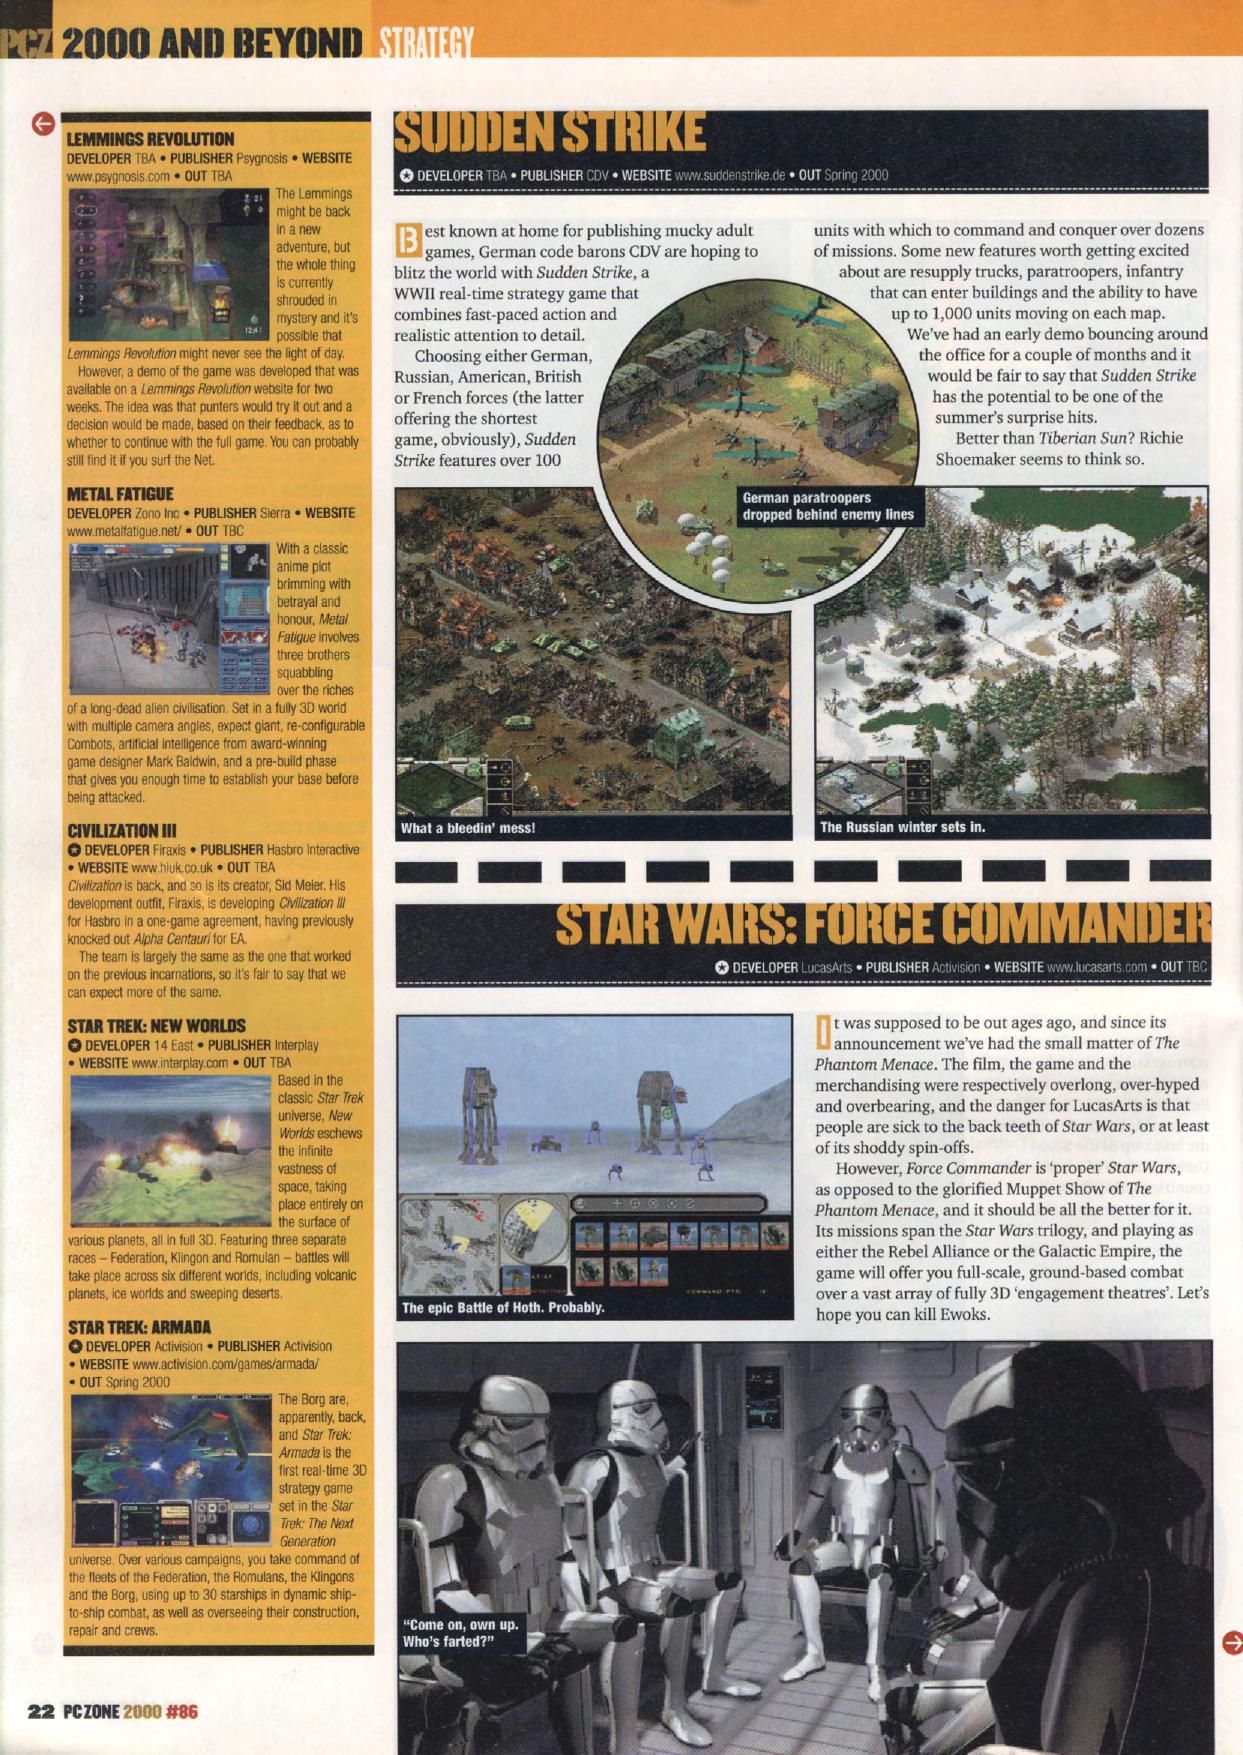 PCZ 2000 AND BEYOND STRATEGY
LEMMINGS REVOLUTION
DEVELOPER TBA • PUBLISHER Psygnosis • WEBSITE
www.psygnosis.com • OUT TBA
The Lemmings
might be back
in a new
adventure, but
the whole thing
is currently
shrouded in
mystery and it's
possible that
Lemmings Revolution might never see the light of day.
However, a demo of the game was developed that was
available on a Lemmings Revolution website for two
weeks. The idea was that punters would try it out and a
decision would be made, based on their feedback, as to
whether to continue with the full game. You can probably
still find it if you surf the Net.
METAL FATIGUE
DEVELOPER Zono Inc • PUBLISHER Sierra • WEBSITE
www.metalfatigue.net/ • OUT TBC
With a classic
anime plot
brimming with
betrayal and
honour, Metal
Fatigue involves
three brothers
squabbling
over the riches
of a long-dead alien civilisation. Set in a fully 3D world
with multiple camera angles, expect giant, re-configurable
Combots, artificial intelligence from award-winning
game designer Mark Baldwin, and a pre-build phase
that gives you enough time to establish your base before
being attacked.
CIVILIZATION III
DEVELOPER Firaxis • PUBLISHER Hasbro Interactive
• WEBSITE www.hiuk.co.uk • OUT TBA
Civilization is back, and so is its creator, Sid Meier. His
development outfit, Firaxis, is developing Civilization III
for Hasbro in a one-game agreement, having previously
knocked out Alpha Centauri for EA.
The team is largely the same as the one that worked
on the previous incarnations, so it's fair to say that we
can expect more of the same.
STAR TREK: NEW WORLDS
DEVELOPER 14 East • PUBLISHER Interplay
• WEBSITE www.interplay.com • OUT TBA
Based in the
classic Star Trek
universe, New
Worlds eschews
the infinite
vastness of
space, taking
place entirely on
the surface of
various planets, all in full 3D. Featuring three separate
races – Federation, Klingon and Romulan – battles will
take place across six different worlds, including volcanic
planets, ice worlds and sweeping deserts.
STAR TREK: ARMADA
DEVELOPER Activision • PUBLISHER Activision
• WEBSITE www.activision.com/games/armada/
• OUT Spring 2000
The Borg are,
apparently, back,
and Star Trek:
Armada is the
first real-time 3D
strategy game
set in the Star
Trek: The Next
Generation
universe. Over various campaigns, you take command of
the fleets of the Federation, the Romulans, the Klingons
and the Borg, using up to 30 starships in dynamic ship-
to-ship combat, as well as overseeing their construction,
repair and crews.
SUDDEN STRIKE
DEVELOPER TBA • PUBLISHER CDV • WEBSITE www.suddenstrike.de • OUT Spring 2000
Best known at home for publishing mucky adult
games, German code barons CDV are hoping to
blitz the world with Sudden Strike, a
WWII real-time strategy game that
combines fast-paced action and
realistic attention to detail.
Choosing either German,
Russian, American, British
or French forces (the latter
offering the shortest
game, obviously), Sudden
Strike features over 100
units with which to command and conquer over dozens
of missions. Some new features worth getting excited
about are resupply trucks, paratroopers, infantry
that can enter buildings and the ability to have
up to 1,000 units moving on each map.
We've had an early demo bouncing around
the office for a couple of months and it
would be fair to say that Sudden Strike
has the potential to be one of the
summer's surprise hits.
Better than Tiberian Sun? Richie
Shoemaker seems to think so.
German paratroopers
dropped behind enemy lines
What a bleedin' mess!
The Russian winter sets in.
STAR WARS: FORCE COMMANDER
DEVELOPER LucasArts • PUBLISHER Activision • WEBSITE www.lucasarts.com • OUT TBC
The epic Battle of Hoth. Probably.
It was supposed to be out ages ago, and since its
announcement we've had the small matter of The
Phantom Menace. The film, the game and the
merchandising were respectively overlong, over-hyped
and overbearing, and the danger for LucasArts is that
people are sick to the back teeth of Star Wars, or at least
of its shoddy spin-offs.
However, Force Commander is 'proper' Star Wars,
as opposed to the glorified Muppet Show of The
Phantom Menace, and it should be all the better for it.
Its missions span the Star Wars trilogy, and playing as
either the Rebel Alliance or the Galactic Empire, the
game will offer you full-scale, ground-based combat
over a vast array of fully 3D 'engagement theatres'. Let's
hope you can kill Ewoks.
"Come on, own up.
Who's farted?"
22 PCZONE 2000 #86